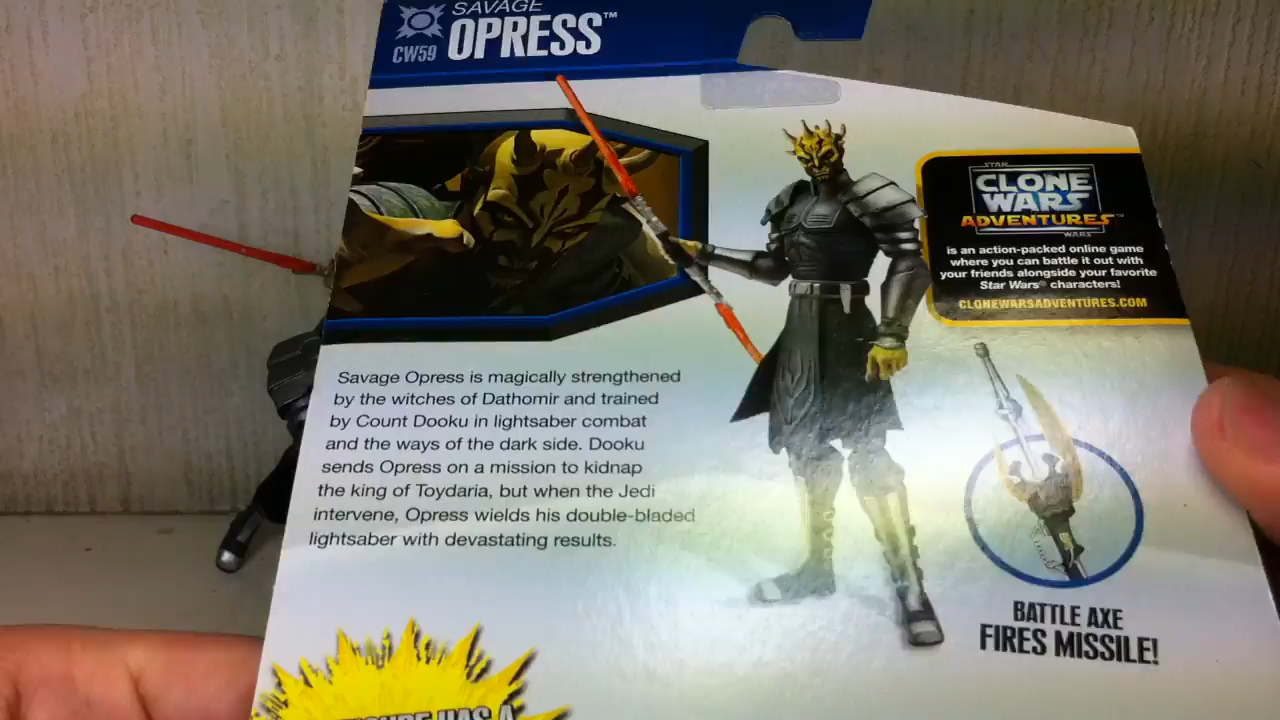 SAVAGE
CW59 OPRESS™
STAR
CLONE
WARS
ADVENTURES™
WARS
is an action-packed online game
where you can battle it out with
your friends alongside your favorite
Star Wars® characters!
CLONEWARSADVENTURES.COM
Savage Opress is magically strengthened
by the witches of Dathomir and trained
by Count Dooku in lightsaber combat
and the ways of the dark side. Dooku
sends Opress on a mission to kidnap
the king of Toydaria, but when the Jedi
intervene, Opress wields his double-bladed
lightsaber with devastating results.
BATTLE AXE
FIRES MISSILE!
HAS A